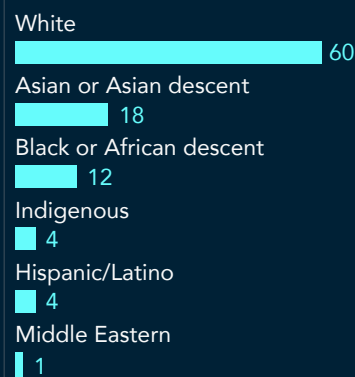 White
60
Asian or Asian descent
18
Black or African descent
12
Indigenous
4
Hispanic/Latino
4
Middle Eastern
1